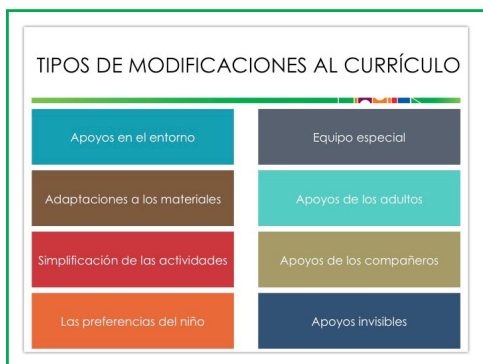 TIPOS DE MODIFICACIONES AL CURRÍCULO
Apoyos en el entorno
Equipo especial
Adaptaciones a los materiales
Apoyos de los adultos
Simplificación de las actividades
Apoyos de los compañeros
Las preferencias del niño
Apoyos invisibles